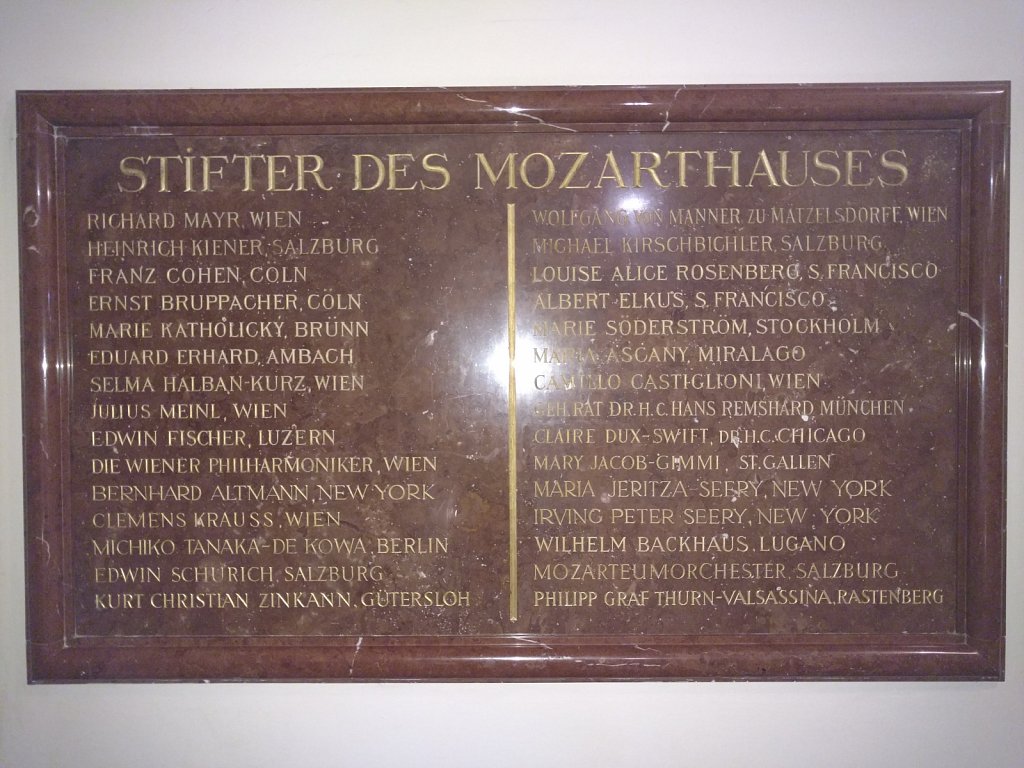 STIFTER DES MOZARTHAUSES
RICHARD MAYR, WIEN
HEINRICH KIENER, SALZBURG
FRANZ COHEN, CÖLN
ERNST BRUPPACHER, CÖLN
MARIE KATHOLICKY, BRÜNN
EDUARD ERHARD, AMBACH
SELMA HALBAN-KURZ, WIEN
JULIUS MEINL, WIEN
EDWIN FISCHER, LUZERN
DIE WIENER PHILHARMONIKER, WIEN
BERNHARD ALTMANN, NEW YORK
CLEMENS KRAUSS, WIEN
MICHIKO TANAKA-DE KOWA, BERLIN
EDWIN SCHURICH, SALZBURG
KURT CHRISTIAN ZINKANN, GÜTERSLOH
WOLFGANG VON MANNER ZU MÄTZELSDORFF, WIEN
MICHAEL KIRSCHBICHLER, SALZBURG
LOUISE ALICE ROSENBERG, S. FRANCISCO
ALBERT ELKUS, S. FRANCISCO
MARIE SÖDERSTRÖM, STOCKHOLM
MARIA ASCANY, MIRALAGO
CAMILLO CASTIGLIONI, WIEN
GEH. RAT DR. H. C. HANS REMSHARD, MÜNCHEN
CLAIRE DUX-SWIFT, DR. H.C. CHICAGO
MARY JACOB-GIMMI, ST. GALLEN
MARIA JERITZA-SEERY, NEW YORK
IRVING PETER SEERY, NEW YORK
WILHELM BACKHAUS, LUGANO
MOZARTEUMORCHESTER, SALZBURG
PHILIPP GRAF THURN-VALSASSINA, RASTENBERG